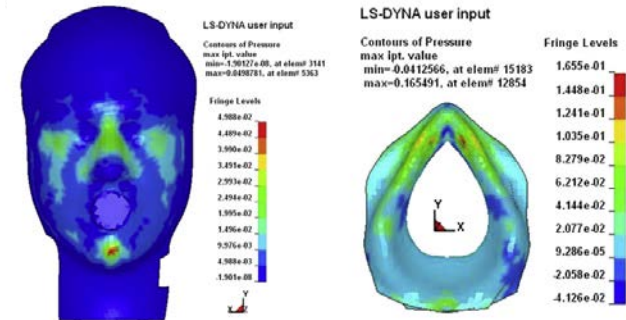 LS-DYNA user input
Contours of Pressure
max ipt. value
min=-1.90127e-08, at elem# 3141
max=0.0498781, at elem# 5363
Fringe Levels
4.988e-02
4.489e-02
3.990e-02
3.491e-02
2.993e-02
2.494e-02
1.995e-02
1.496e-02
9.976e-03
4.988e-03
-1.901e-08
LS-DYNA user input
Contours of Pressure
max ipt. value
min=-0.0412566, at elem# 15183
max=0.165491, at elem# 12854
Fringe Levels
1.655e-01
1.448e-01
1.241e-01
1.035e-01
8.279e-02
6.212e-02
4.144e-02
2.077e-02
9.286e-05
-2.058e-02
-4.126e-02
Y
X